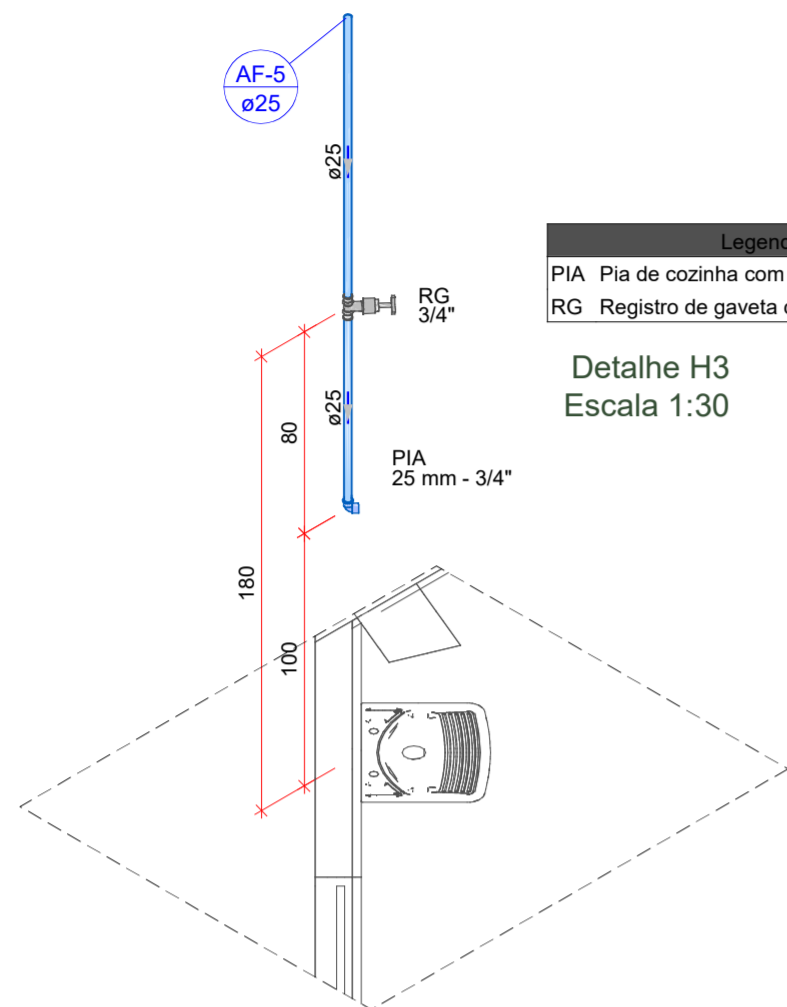 AF-5
ø25
ø25
RG
3/4"
Legend
PIA Pia de cozinha com
RG Registro de gaveta
Detalhe H3
Escala 1:30
80
ø25
PIA
25 mm - 3/4"
180
100